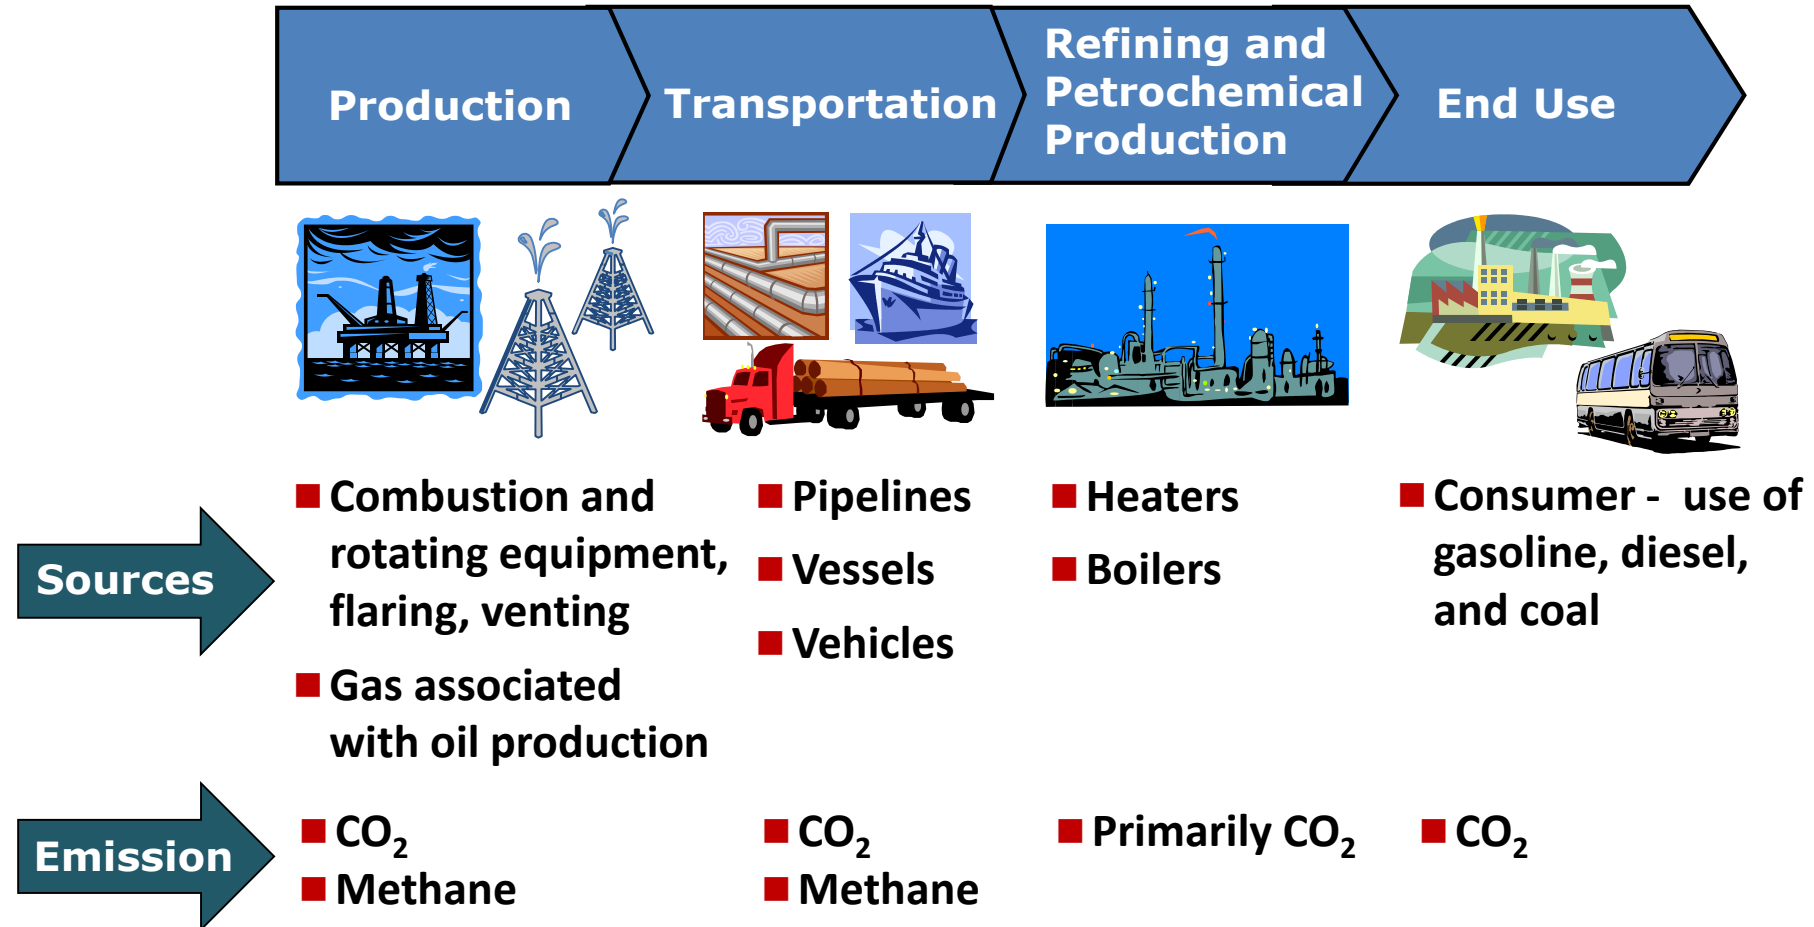 Production
Transportation
Refining and
Petrochemical
Production
End Use
Sources
■ Combustion and
rotating equipment,
flaring, venting
■ Gas associated
with oil production
■ Pipelines
■ Vessels
■ Vehicles
■ Heaters
■ Boilers
■ Consumer - use of
gasoline, diesel,
and coal
Emission
■ CO₂
■ Methane
■ CO₂
■ Methane
■ Primarily CO₂
■ CO₂